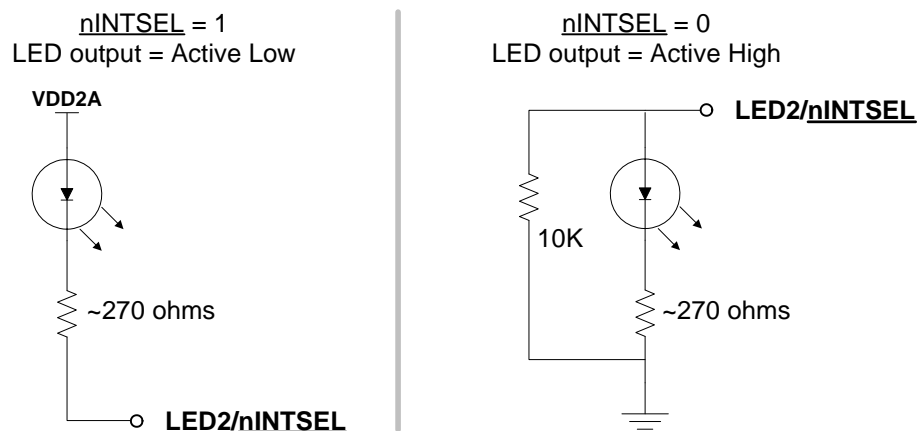 nINTSEL = 1
LED output = Active Low
VDD2A
~270 ohms
LED2/nINTSEL
nINTSEL = 0
LED output = Active High
LED2/nINTSEL
10K
~270 ohms